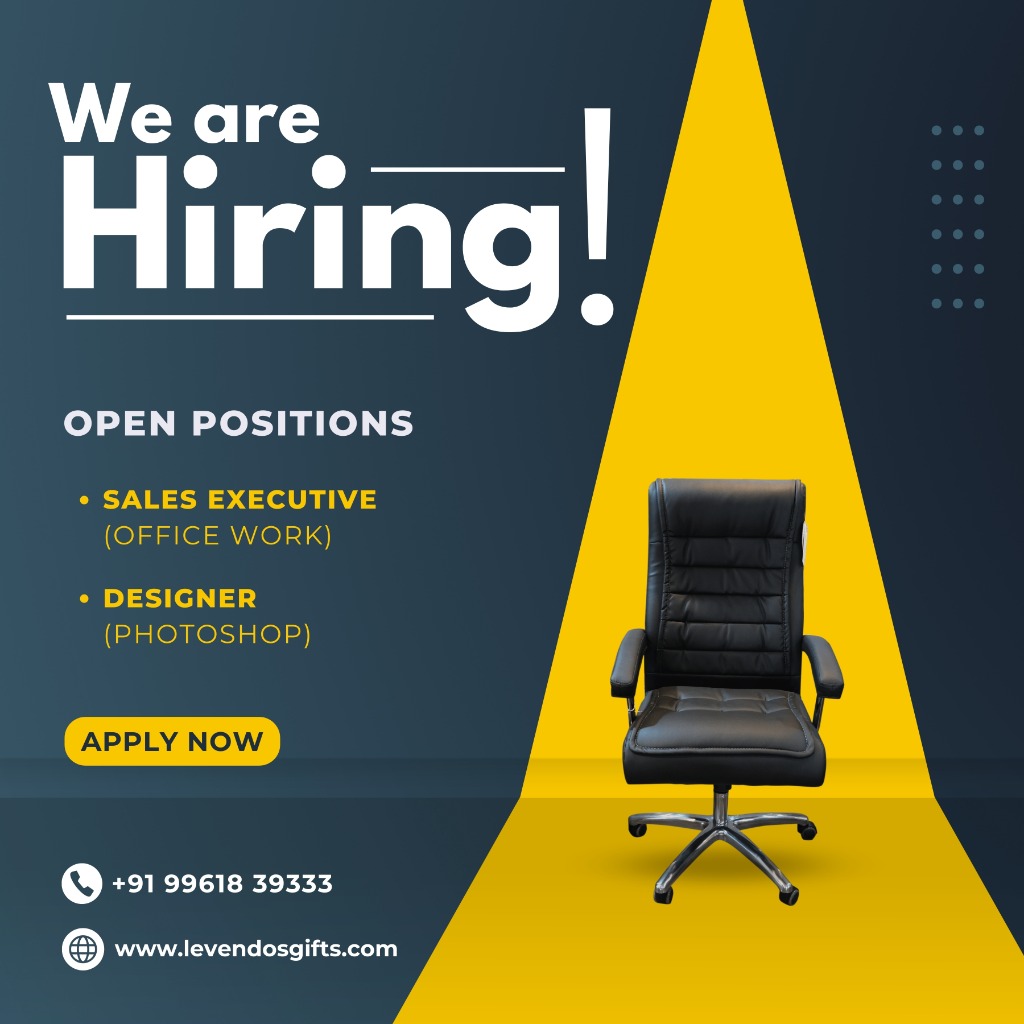 We are
Hiring!
OPEN POSITIONS
• SALES EXECUTIVE
(OFFICE WORK)
• DESIGNER
(PHOTOSHOP)
APPLY NOW
+91 99618 39333
www.levendosgifts.com